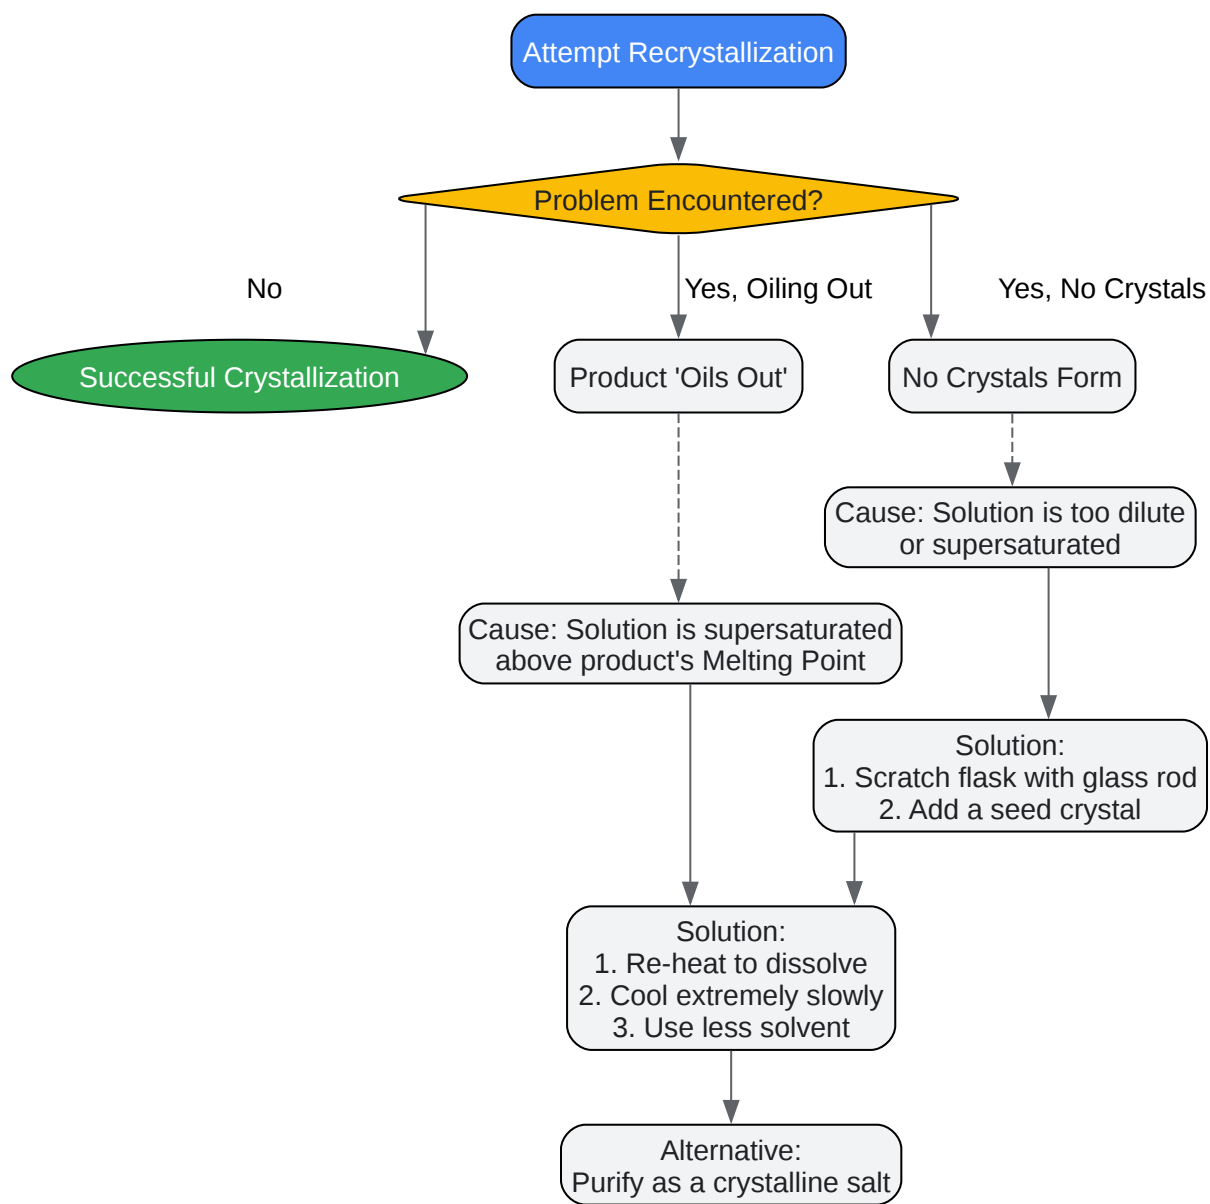 Attempt Recrystallization
Problem Encountered?
No
Yes, Oiling Out
Yes, No Crystals
Successful Crystallization
Product 'Oils Out'
No Crystals Form
Cause: Solution is too dilute
or supersaturated
Cause: Solution is supersaturated
above product's Melting Point
Solution:
1. Scratch flask with glass rod
2. Add a seed crystal
Solution:
1. Re-heat to dissolve
2. Cool extremely slowly
3. Use less solvent
Alternative:
Purify as a crystalline salt